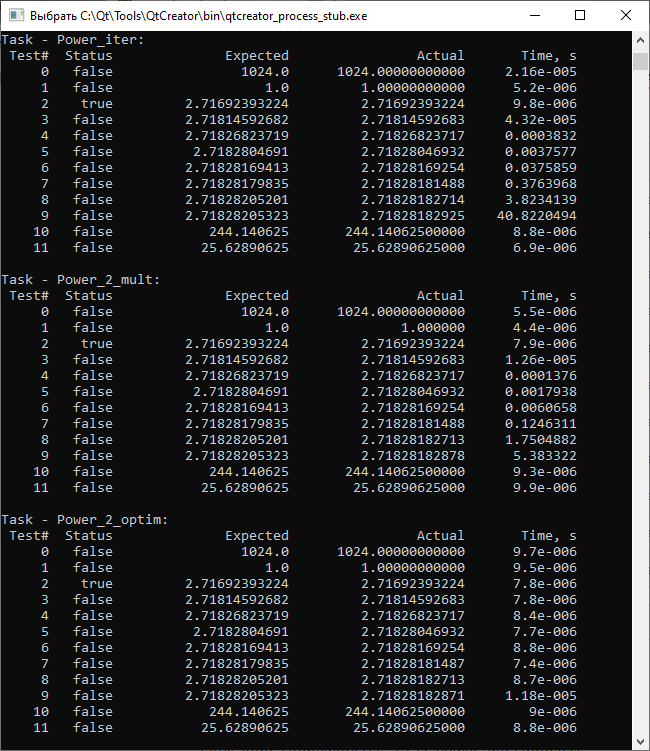 Выбрать C:\Qt\Tools\QtCreator\bin\qtcreator_process_stub.exe
Task - Power_iter:
Test# Status Expected Actual Time, s
0 false 1024.0 1024.00000000000 2.16e-005
1 false 1.0 1.00000000000 5.2e-006
2 true 2.71692393224 2.71692393224 9.8e-006
3 false 2.71814592682 2.71814592683 4.32e-005
4 false 2.71826823719 2.71826823717 0.0003832
5 false 2.7182804691 2.71828046932 0.0037577
6 false 2.71828169413 2.71828169254 0.0375859
7 false 2.71828179835 2.71828181488 0.3763968
8 false 2.71828205201 2.71828182714 3.8234139
9 false 2.71828205323 2.71828182925 40.8220494
10 false 244.140625 244.14062500000 8.8e-006
11 false 25.62890625 25.62890625000 6.9e-006
Task - Power_2_mult:
Test# Status Expected Actual Time, s
0 false 1024.0 1024.00000000000 5.5e-006
1 false 1.0 1.000000 4.4e-006
2 true 2.71692393224 2.71692393224 7.9e-006
3 false 2.71814592682 2.71814592683 1.26e-005
4 false 2.71826823719 2.71826823717 0.0001376
5 false 2.7182804691 2.71828046932 0.0017938
6 false 2.71828169413 2.71828169254 0.0060658
7 false 2.71828179835 2.71828181488 0.1246311
8 false 2.71828205201 2.71828182713 1.7504882
9 false 2.71828205323 2.71828182878 5.383322
10 false 244.140625 244.14062500000 9.3e-006
11 false 25.62890625 25.62890625000 9.9e-006
Task - Power_2_optim:
Test# Status Expected Actual Time, s
0 false 1024.0 1024.00000000000 9.7e-006
1 false 1.0 1.00000000000 9.5e-006
2 true 2.71692393224 2.71692393224 7.8e-006
3 false 2.71814592682 2.71814592683 7.8e-006
4 false 2.71826823719 2.71826823717 8.4e-006
5 false 2.7182804691 2.71828046932 7.7e-006
6 false 2.71828169413 2.71828169254 8.8e-006
7 false 2.71828179835 2.71828181487 7.4e-006
8 false 2.71828205201 2.71828182713 8.7e-006
9 false 2.71828205323 2.71828182871 1.18e-005
10 false 244.140625 244.14062500000 9e-006
11 false 25.62890625 25.62890625000 8.8e-006